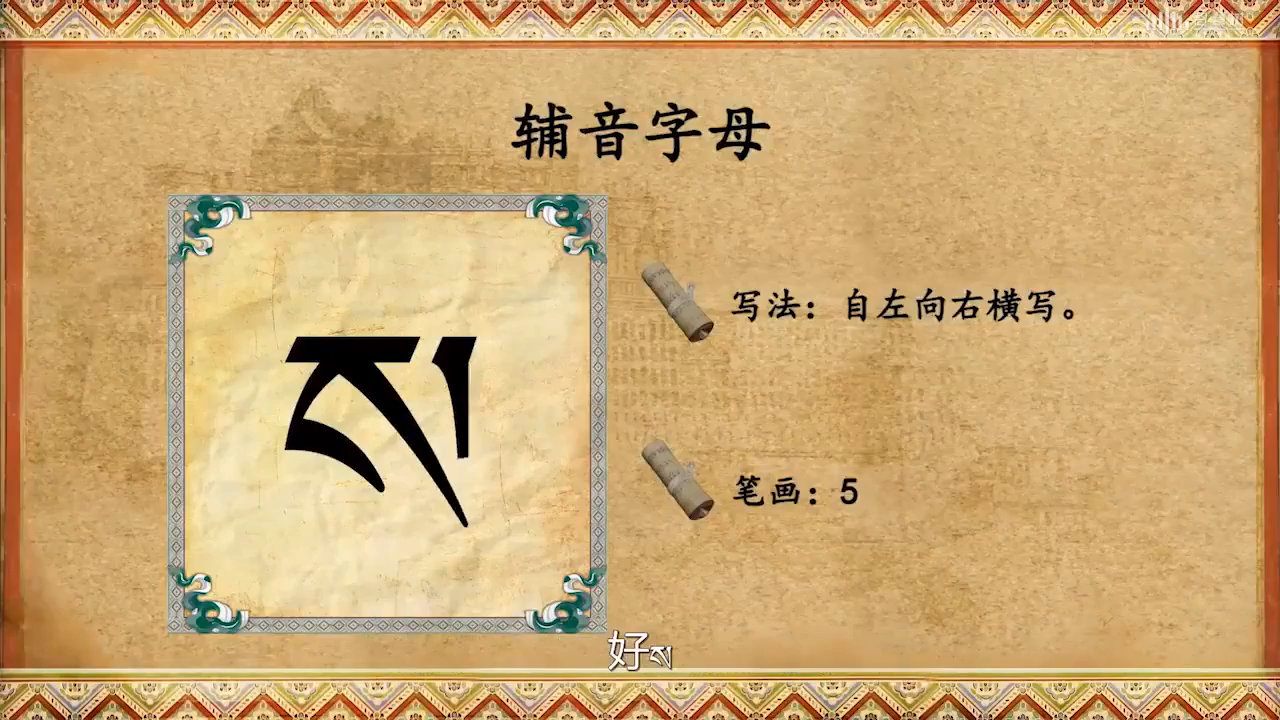 辅音字母
ས
写法：自左向右横写。
笔画：5
好ས